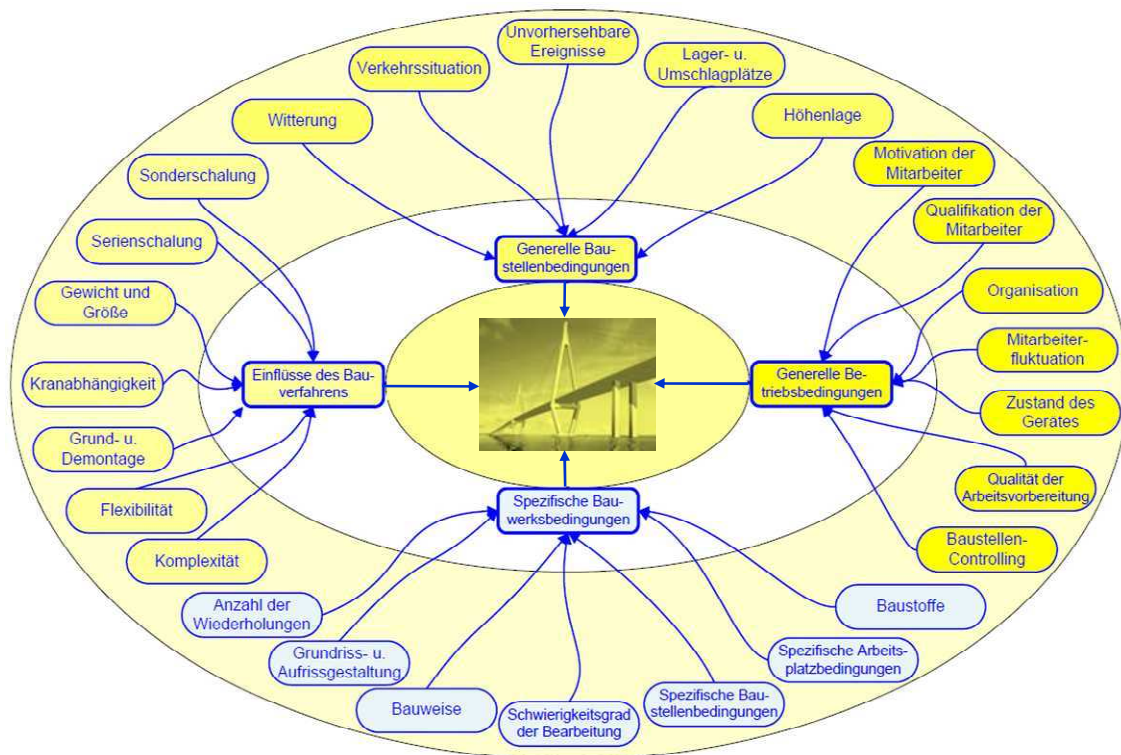 Unvorhersehbare
Ereignisse
Verkehrssituation
Lager- u.
Umschlagplätze
Witterung
Höhenlage
Motivation der
Mitarbeiter
Sonderschalung
Qualifikation der
Mitarbeiter
Serienschalung
Generelle Bau-
stellenbedingungen
Gewicht und
Größe
Organisation
Mitarbeiter-
fluktuation
Kranabhängigkeit
Einflüsse des Bau-
verfahrens
Generelle Be-
triebsbedingungen
Zustand des
Gerätes
Grund- u.
Demontage
Qualität der
Arbeitsvorbereitung
Flexibilität
Spezifische Bau-
werksbedingungen
Komplexität
Baustellen-
Controlling
Anzahl der
Wiederholungen
Baustoffe
Grundriss- u.
Aufrissgestaltung
Spezifische Arbeits-
platzbedingungen
Bauweise
Schwierigkeitsgrad
der Bearbeitung
Spezifische Bau-
stellenbedingungen